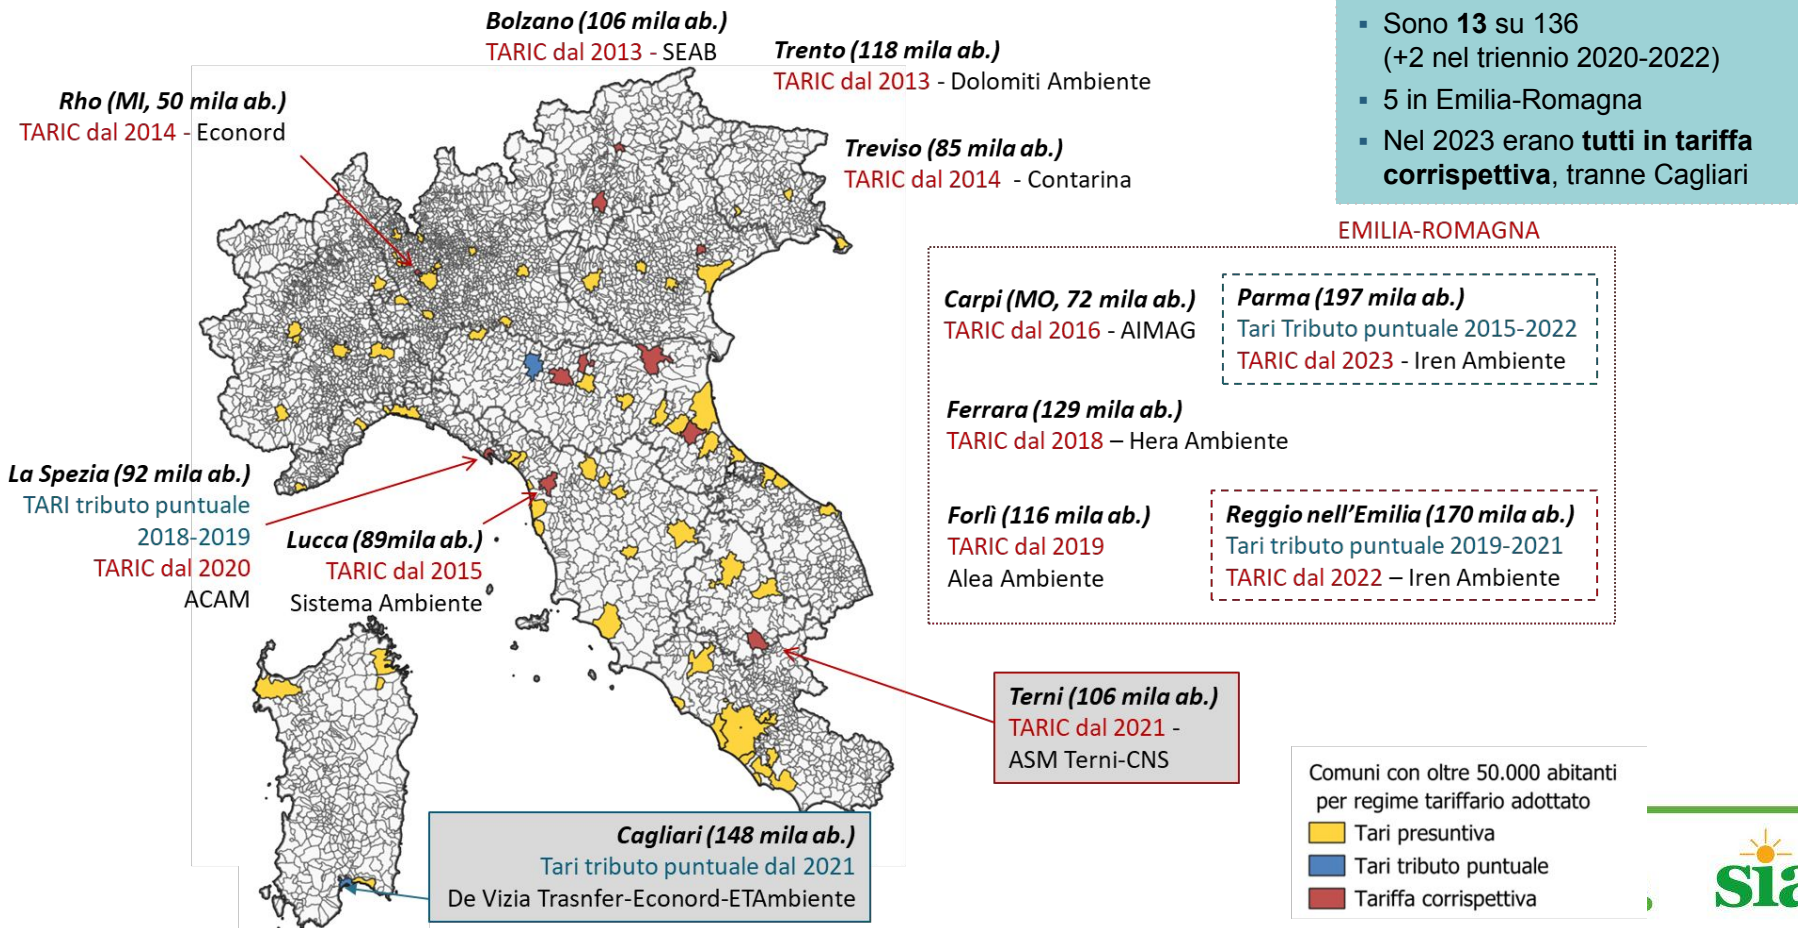 Bolzano (106 mila ab.)
TARIC dal 2013 - SEAB
Trento (118 mila ab.)
TARIC dal 2013 - Dolomiti Ambiente
Rho (MI, 50 mila ab.)
TARIC dal 2014 - Econord
Treviso (85 mila ab.)
TARIC dal 2014 - Contarina
▪ Sono 13 su 136
(+2 nel triennio 2020-2022)
▪ 5 in Emilia-Romagna
▪ Nel 2023 erano tutti in tariffa
corrispettiva, tranne Cagliari
EMILIA-ROMAGNA
Carpi (MO, 72 mila ab.)
TARIC dal 2016 - AIMAG
Parma (197 mila ab.)
Tari Tributo puntuale 2015-2022
TARIC dal 2023 - Iren Ambiente
Ferrara (129 mila ab.)
TARIC dal 2018 – Hera Ambiente
Forlì (116 mila ab.)
TARIC dal 2019
Alea Ambiente
Reggio nell’Emilia (170 mila ab.)
Tari tributo puntuale 2019-2021
TARIC dal 2022 – Iren Ambiente
La Spezia (92 mila ab.)
TARI tributo puntuale
2018-2019
TARIC dal 2020
ACAM
Lucca (89mila ab.)
TARIC dal 2015
Sistema Ambiente
Terni (106 mila ab.)
TARIC dal 2021 -
ASM Terni-CNS
Cagliari (148 mila ab.)
Tari tributo puntuale dal 2021
De Vizia Trasnfer-Econord-ETAmbiente
Comuni con oltre 50.000 abitanti
per regime tariffario adottato
Tari presuntiva
Tari tributo puntuale
Tariffa corrispettiva